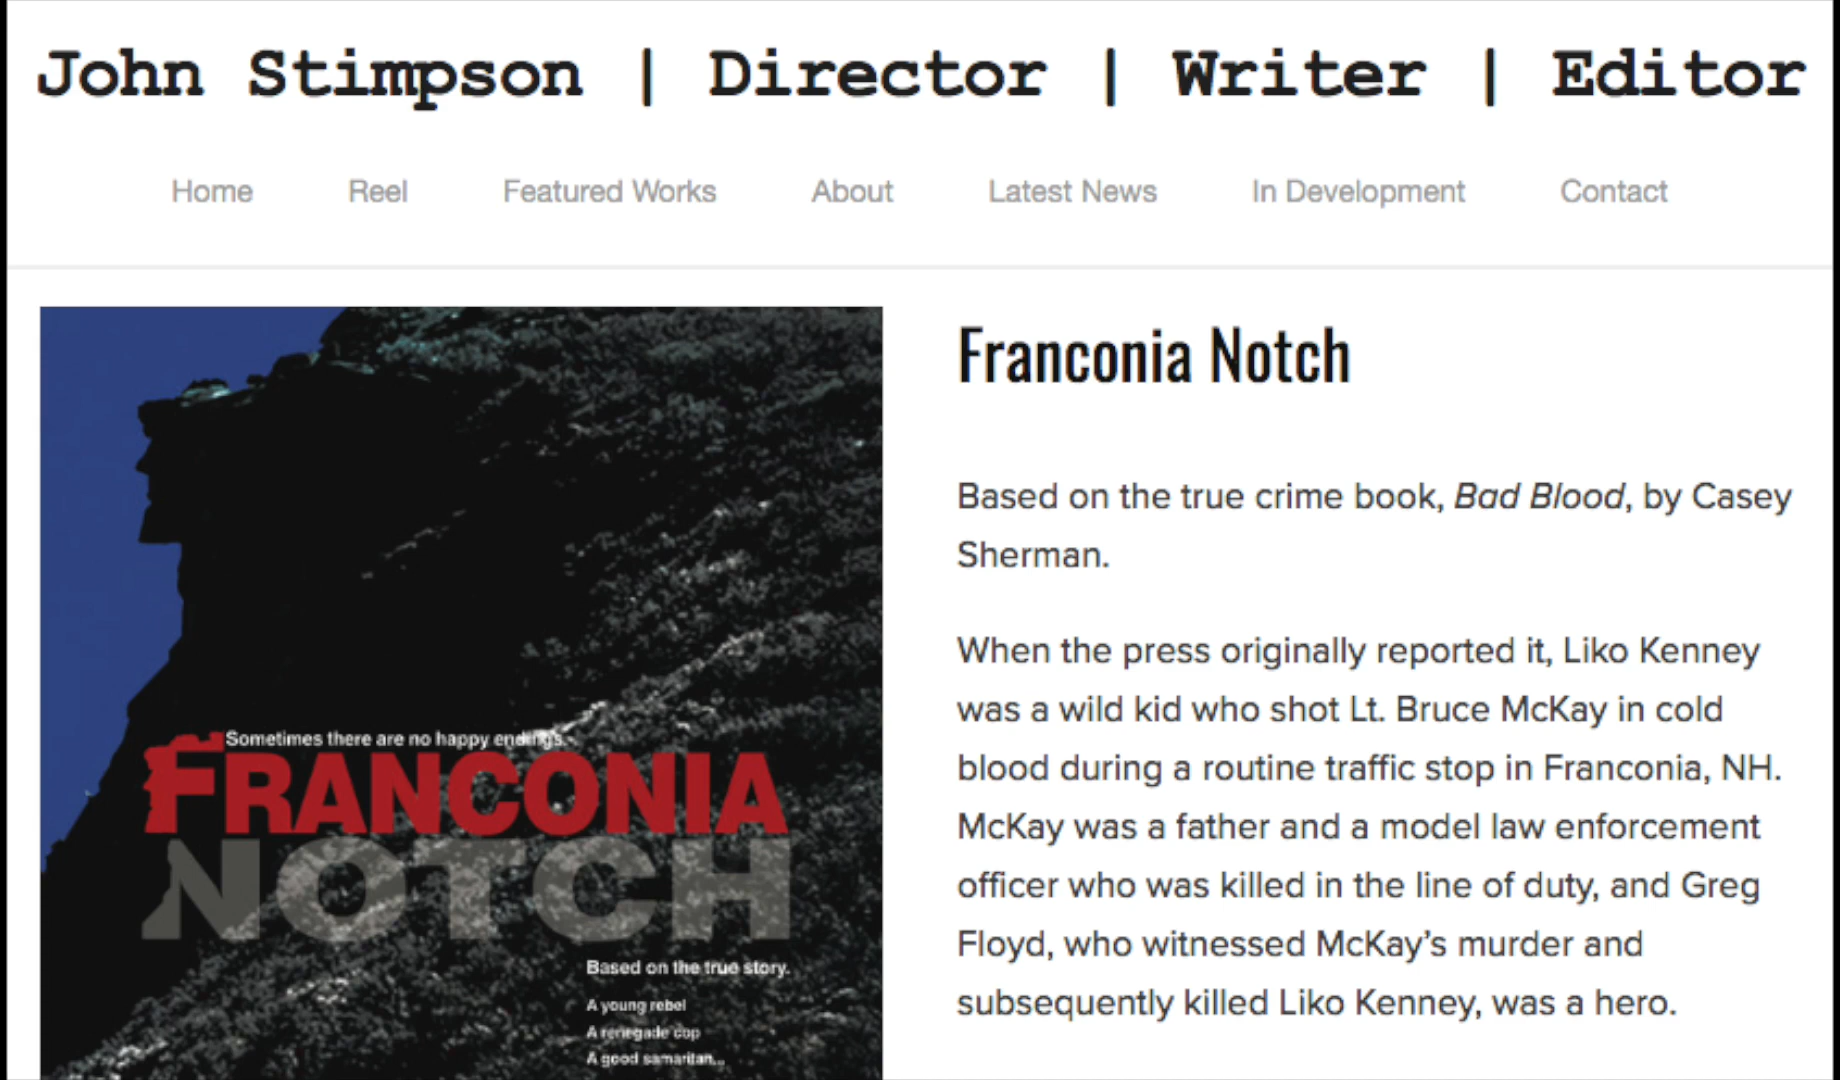 John Stimpson | Director | Writer | Editor
Home Reel Featured Works About Latest News In Development Contact
Sometimes there are no happy endings.
FRANCONIA
NOTCH
Based on the true story.
A young rebel
A renegade cop
A good samaritan...
Franconia Notch
Based on the true crime book, Bad Blood, by Casey
Sherman.
When the press originally reported it, Liko Kenney
was a wild kid who shot Lt. Bruce McKay in cold
blood during a routine traffic stop in Franconia, NH.
McKay was a father and a model law enforcement
officer who was killed in the line of duty, and Greg
Floyd, who witnessed McKay’s murder and
subsequently killed Liko Kenney, was a hero.